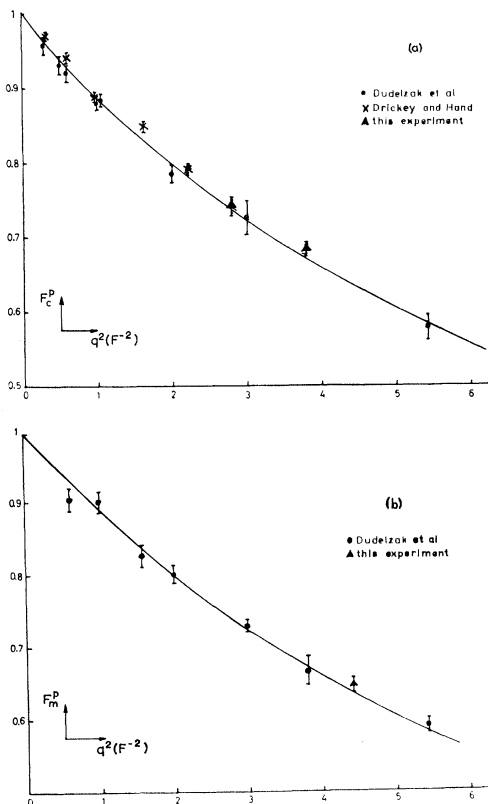 1
(a)
• Dudelzak et al
x Drickey and Hand
▲ this experiment
0.9
0.8
0.7
F_c^p
q²(F⁻²)
0.6
0.5
0 1 2 3 4 5 6
1
(b)
• Dudelzak et al
▲ this experiment
0.9
0.8
0.7
F_m^p
q²(F⁻²)
0.6
0 1 2 3 4 5 6